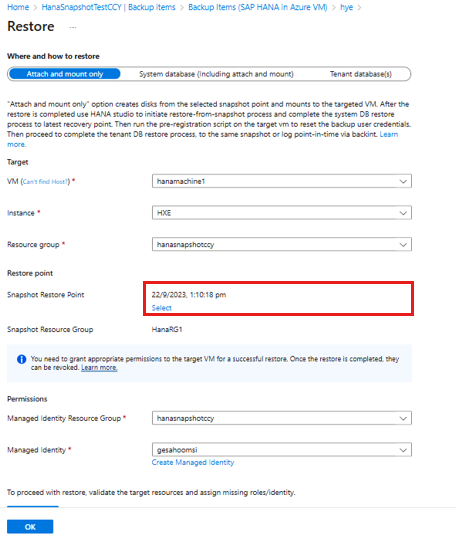 Home > HanaSnapshotTestCCY | Backup items > Backup Items (SAP HANA in Azure VM) > hye >
Restore ...
Where and how to restore
Attach and mount only System database (Including attach and mount) Tenant database(s)
"Attach and mount only" option creates disks from the selected snapshot point and mounts to the targeted VM. After the
restore is completed use HANA studio to initiate restore-from-snapshot process and complete the system DB restore
process to latest recovery point. Then run the pre-registration script on the target vm to reset the backup user credentials.
Then proceed to complete the tenant DB restore process, to the same snapshot or log point-in-time via backint. Learn
more.
Target
VM (Can't find Host?) * hanamachine1
Instance * HXE
Resource group * hanasnapshotccy
Restore point
Snapshot Restore Point 22/9/2023, 1:10:18 pm
Select
Snapshot Resource Group HanaRG1
You need to grant appropriate permissions to the target VM for a successful restore. Once the restore is completed, they
can be revoked. Learn more.
Permissions
Managed Identity Resource Group * hanasnapshotccy
Managed Identity * gesahoomsi
Create Managed Identity
To proceed with restore, validate the target resources and assign missing roles/identity.
OK